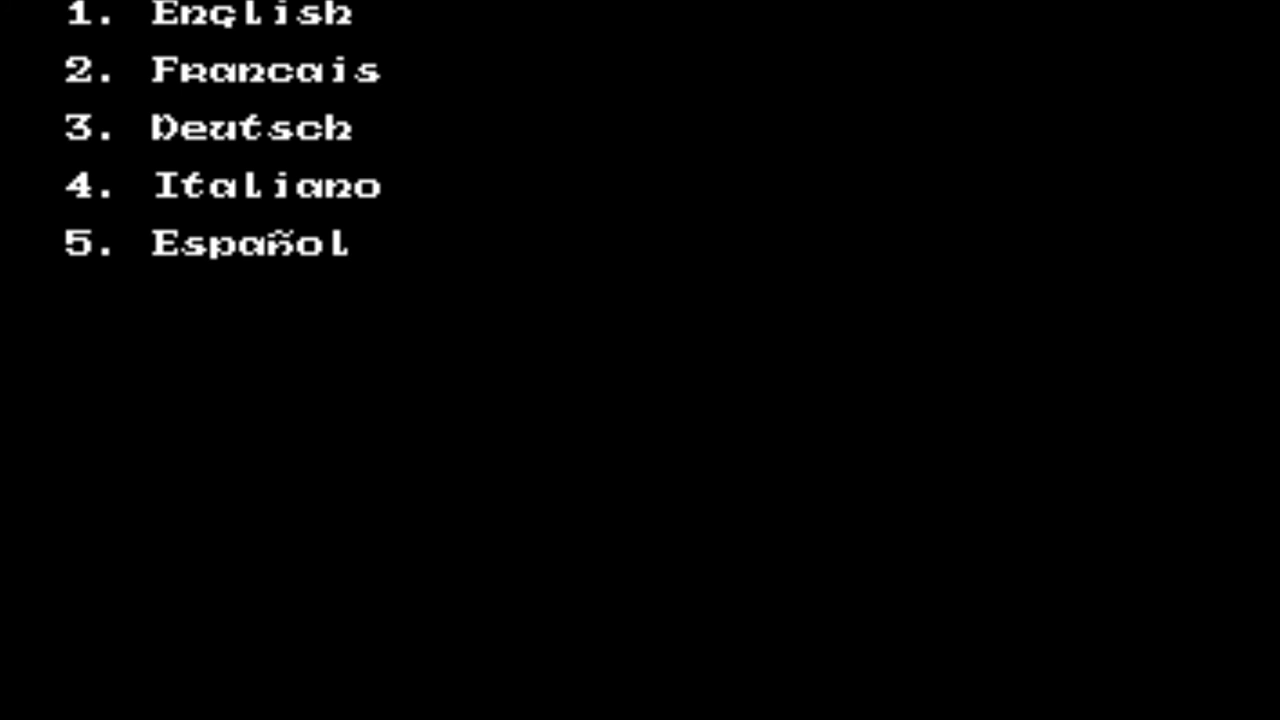 1. English
2. Francais
3. Deutsch
4. Italiano
5. Español